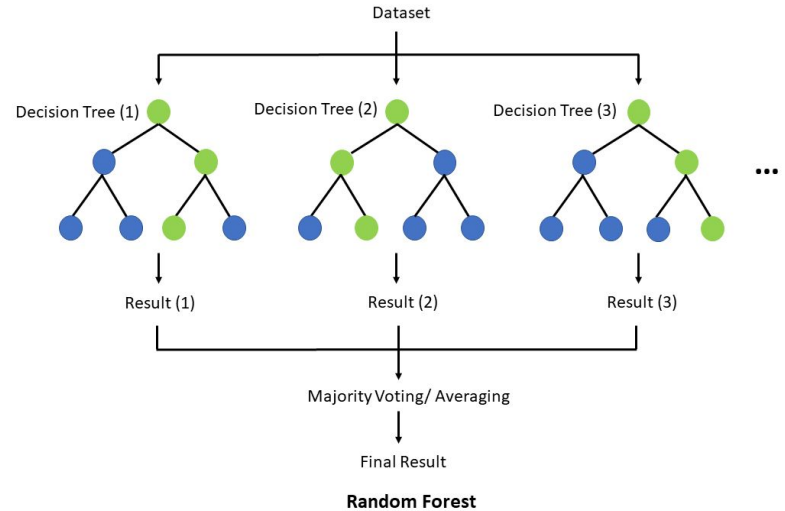 Dataset
Decision Tree (1)
Decision Tree (2)
Decision Tree (3)
...
Result (1)
Result (2)
Result (3)
Majority Voting/ Averaging
Final Result
Random Forest